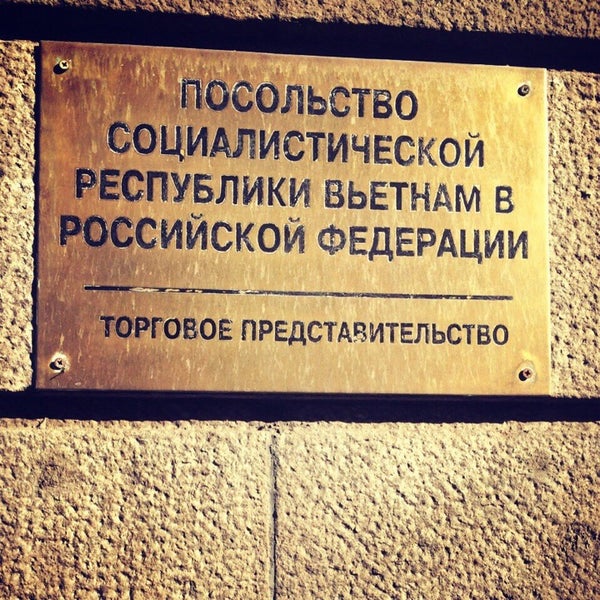 ПОСОЛЬСТВО
СОЦИАЛИСТИЧЕСКОЙ
РЕСПУБЛИКИ ВЬЕТНАМ В
РОССИЙСКОЙ ФЕДЕРАЦИИ
ТОРГОВОЕ ПРЕДСТАВИТЕЛЬСТВО